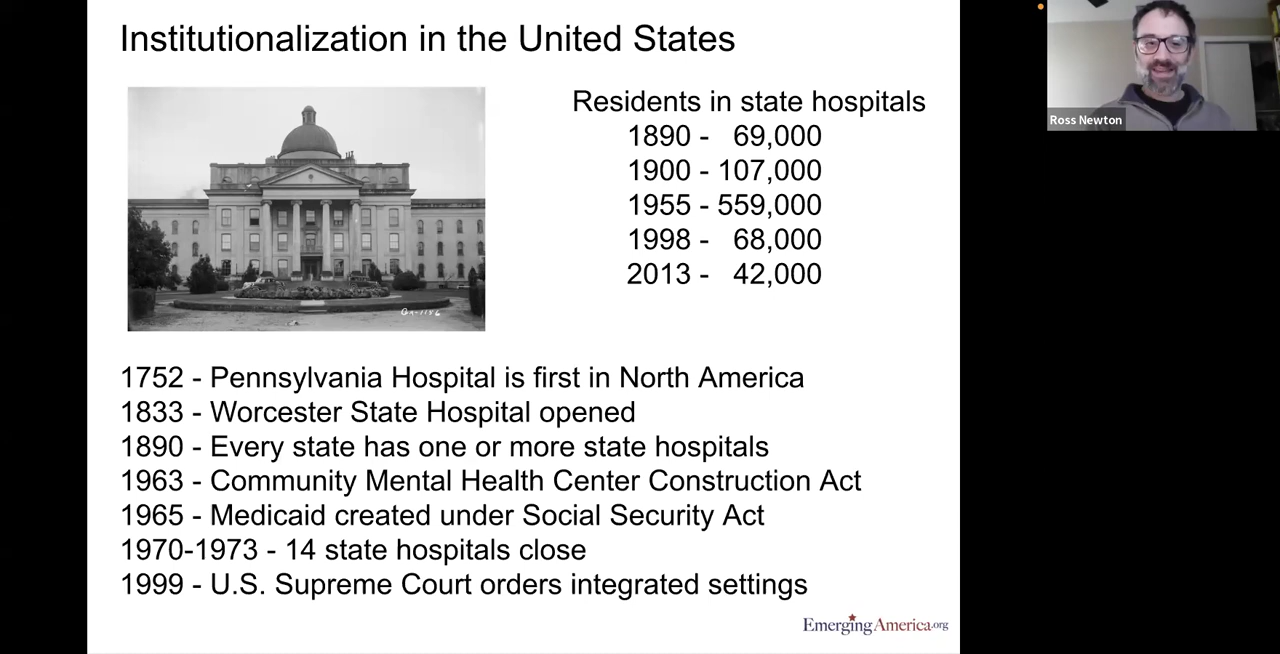 Institutionalization in the United States
Residents in state hospitals
1890 - 69,000
1900 - 107,000
1955 - 559,000
1998 - 68,000
2013 - 42,000
GA-1156
1752 - Pennsylvania Hospital is first in North America
1833 - Worcester State Hospital opened
1890 - Every state has one or more state hospitals
1963 - Community Mental Health Center Construction Act
1965 - Medicaid created under Social Security Act
1970-1973 - 14 state hospitals close
1999 - U.S. Supreme Court orders integrated settings
EmergingAmerica.org
Ross Newton